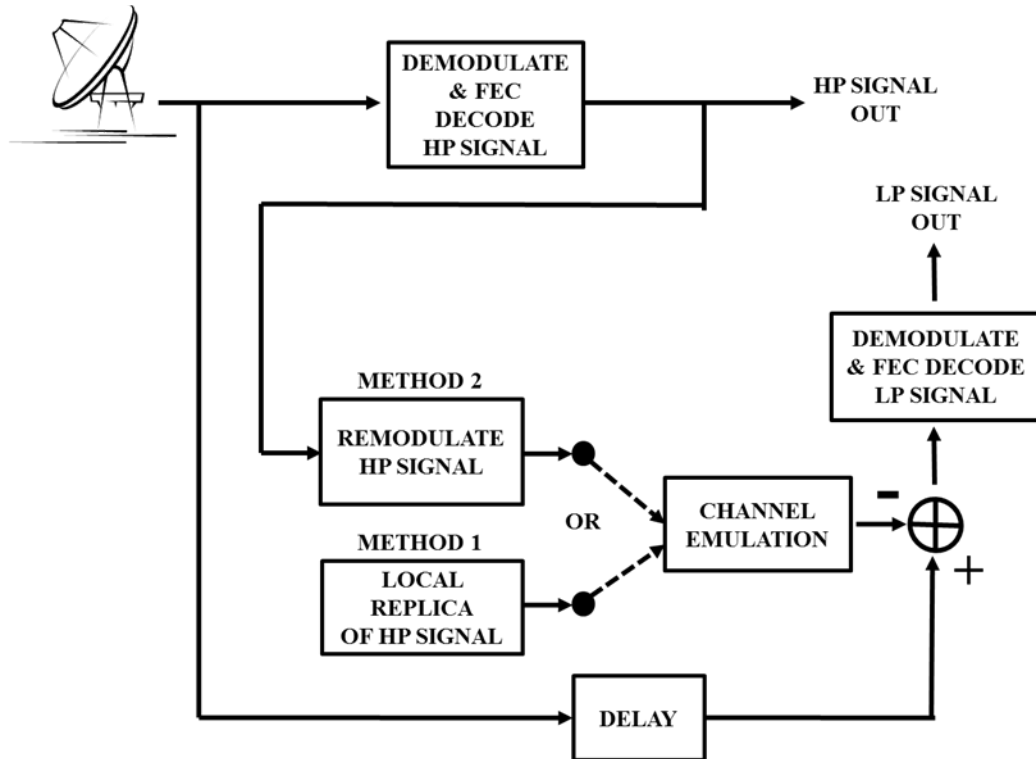 DEMODULATE
& FEC
DECODE
HP SIGNAL
HP SIGNAL
OUT
LP SIGNAL
OUT
DEMODULATE
& FEC DECODE
LP SIGNAL
METHOD 2
REMODULATE
HP SIGNAL
OR
CHANNEL
EMULATION
-
+
METHOD 1
LOCAL
REPLICA
OF HP SIGNAL
DELAY